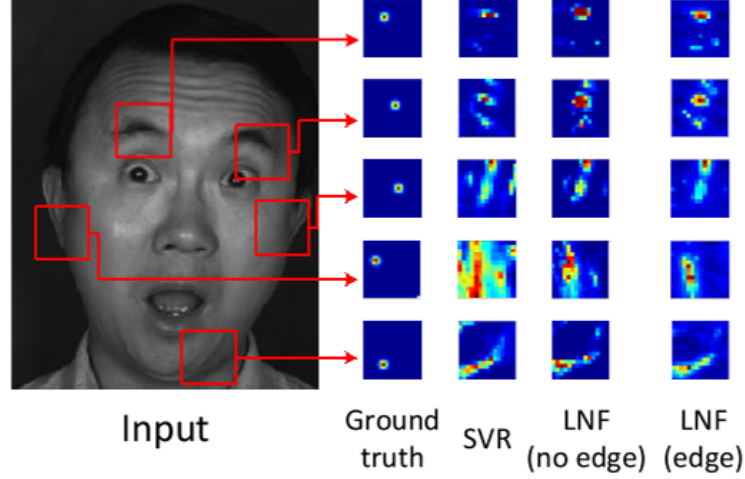 Input
Ground
truth
SVR
LNF
(no edge)
LNF
(edge)